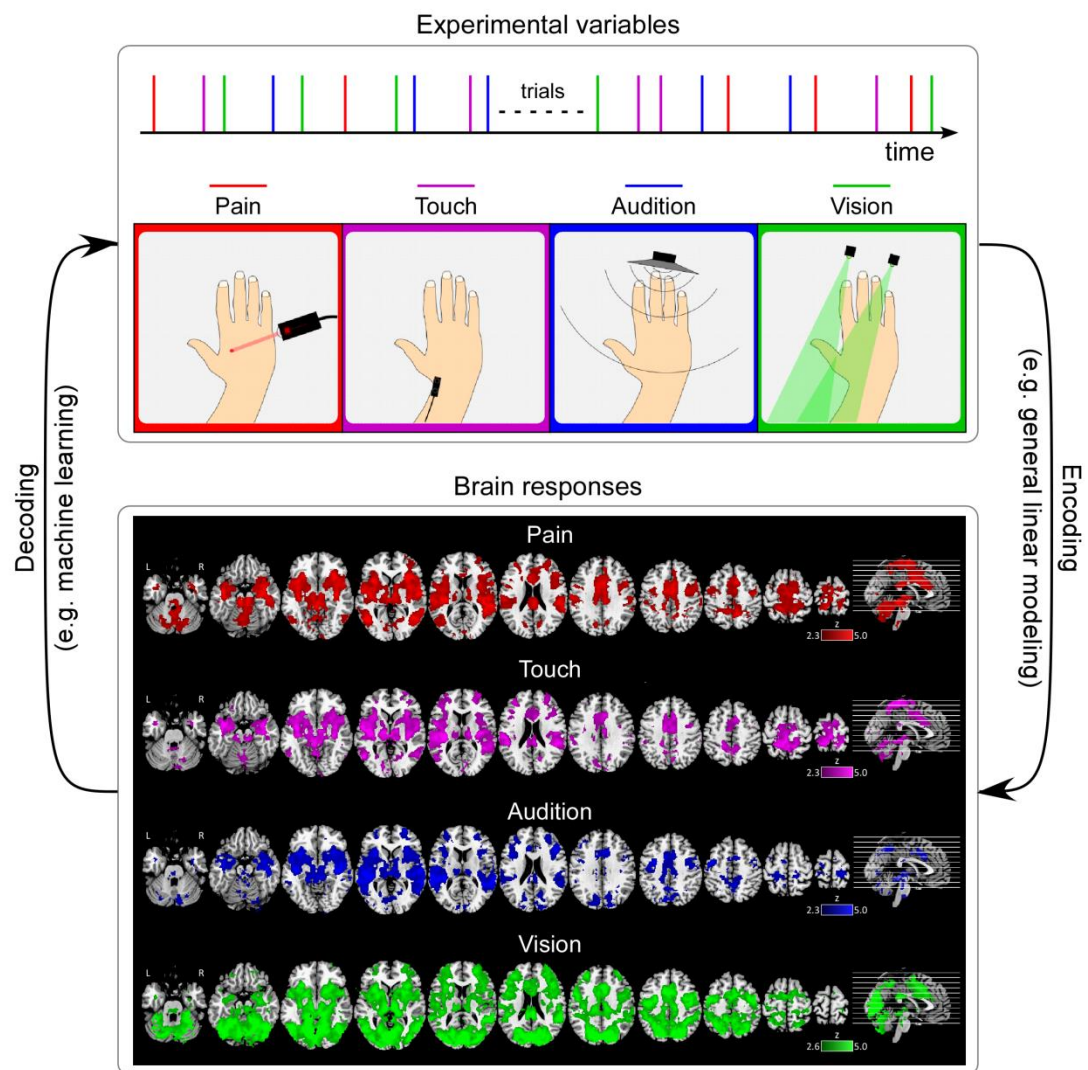 Experimental variables
trials
time
Pain
Touch
Audition
Vision
Decoding
(e.g. machine learning)
Encoding
(e.g. general linear modeling)
Brain responses
Pain
L R
z
2.3 5.0
Touch
L R
z
2.3 5.0
Audition
L R
z
2.3 5.0
Vision
L R
z
2.6 5.0